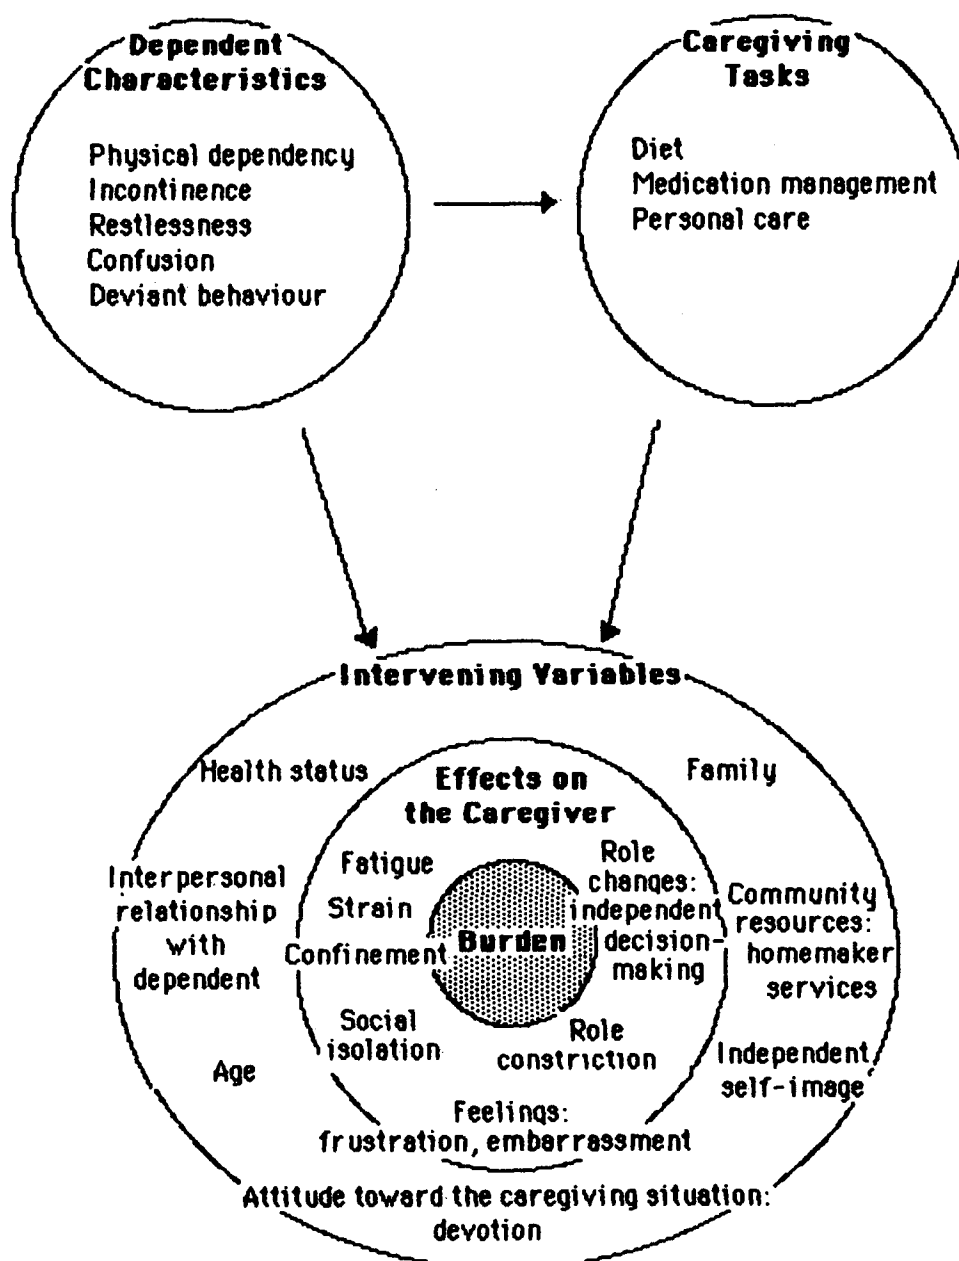 Dependent
Characteristics
Physical dependency
Incontinence
Restlessness
Confusion
Deviant behaviour
Caregiving
Tasks
Diet
Medication management
Personal care
Intervening Variables
Health status
Family
Effects on
the Caregiver
Fatigue
Strain
Confinement
Role
changes:
independent
decision-
making
Burden
Interpersonal
relationship
with
dependent
Community
resources:
homemaker
services
Social
isolation
Role
constriction
Age
Independent
self-image
Feelings:
frustration, embarrassment
Attitude toward the caregiving situation:
devotion